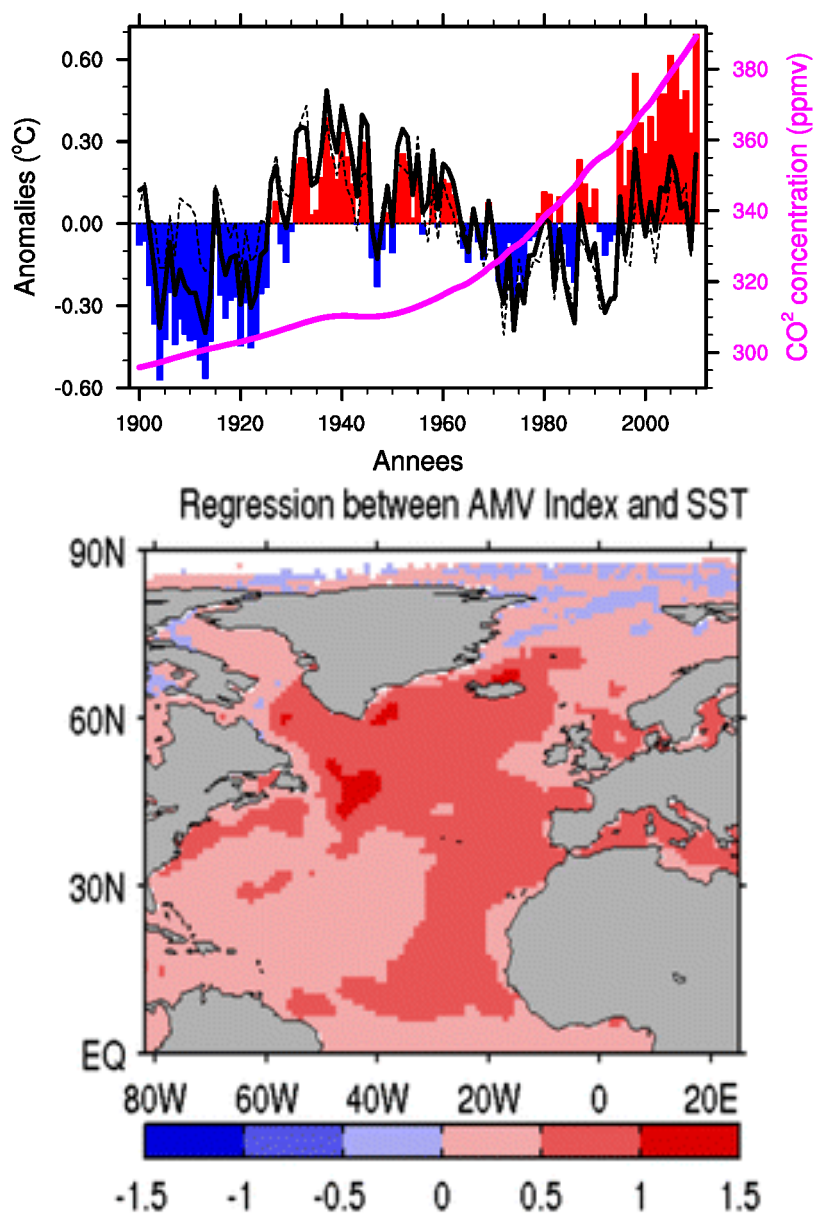 0.60
0.30
0.00
-0.30
-0.60
Anomalies (°C)
380
360
340
320
300
CO² concentration (ppmv)
1900 1920 1940 1960 1980 2000
Annees
Regression between AMV Index and SST
90N
60N
30N
EQ
80W 60W 40W 20W 0 20E
-1.5 -1 -0.5 0 0.5 1 1.5